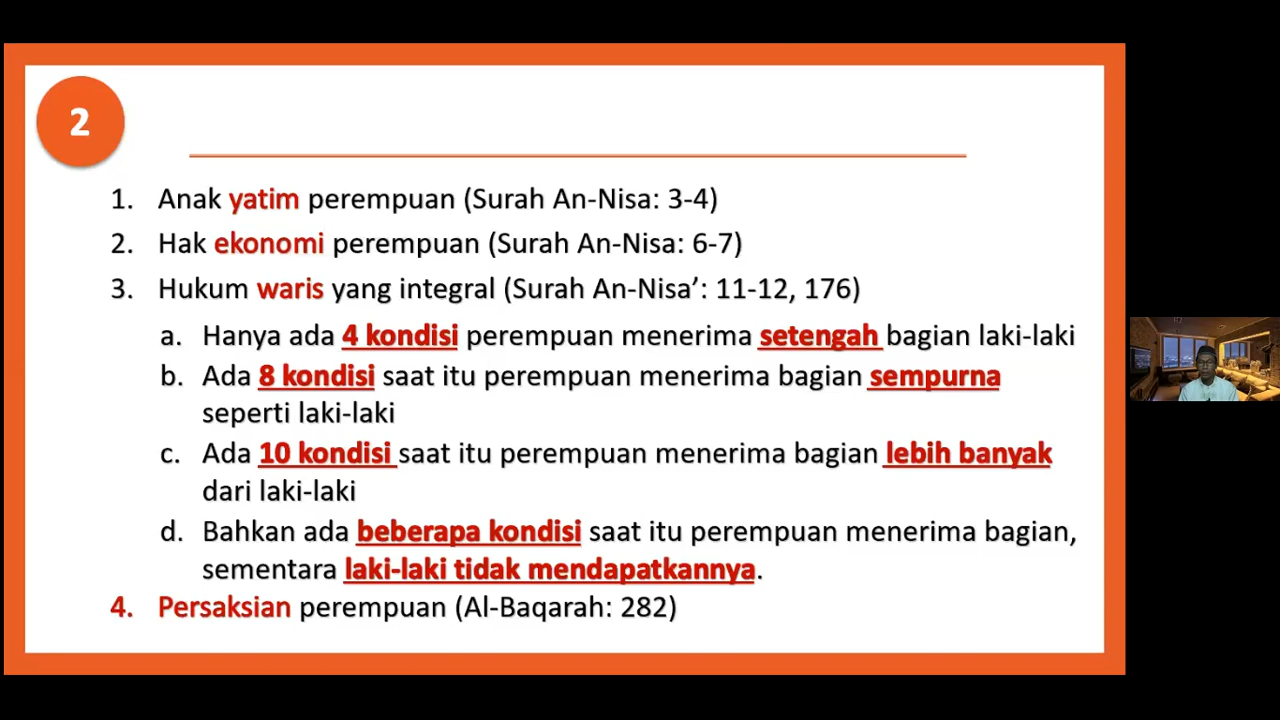 2
1. Anak yatim perempuan (Surah An-Nisa: 3-4)
2. Hak ekonomi perempuan (Surah An-Nisa: 6-7)
3. Hukum waris yang integral (Surah An-Nisa’: 11-12, 176)
a. Hanya ada 4 kondisi perempuan menerima setengah bagian laki-laki
b. Ada 8 kondisi saat itu perempuan menerima bagian sempurna
seperti laki-laki
c. Ada 10 kondisi saat itu perempuan menerima bagian lebih banyak
dari laki-laki
d. Bahkan ada beberapa kondisi saat itu perempuan menerima bagian,
sementara laki-laki tidak mendapatkannya.
4. Persaksian perempuan (Al-Baqarah: 282)